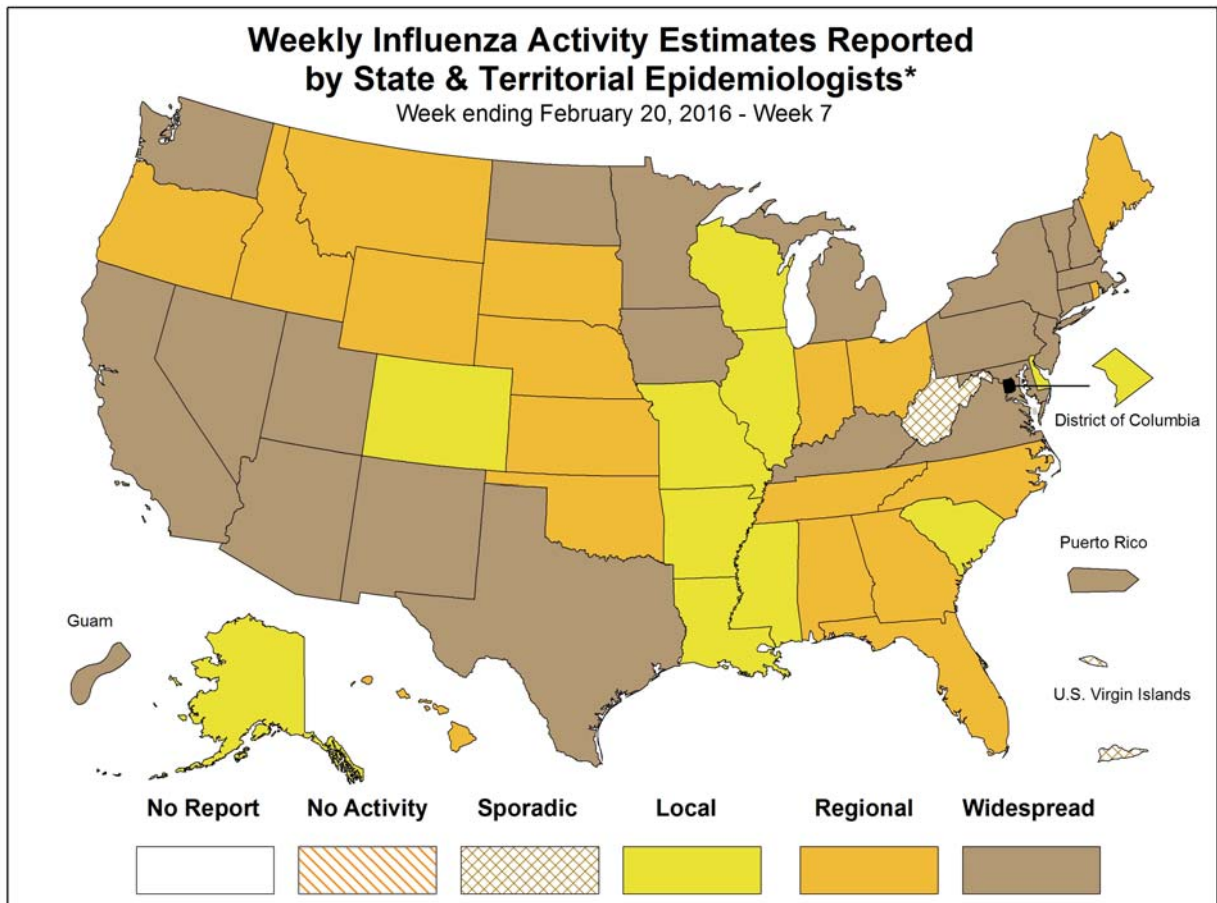 Weekly Influenza Activity Estimates Reported
by State & Territorial Epidemiologists*
Week ending February 20, 2016 - Week 7
District of Columbia
Puerto Rico
Guam
U.S. Virgin Islands
No Report No Activity Sporadic Local Regional Widespread